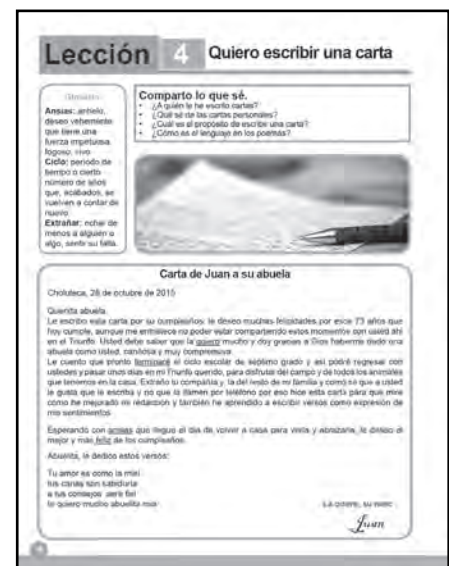 Lección 4 Quiero escribir una carta
Glosario
Ansias: anhelo,
deseo vehemente
que tiene una
fuerza impetuosa,
fogoso, vivo
Ciclo: periodo de
tiempo o cierto
número de años
que, acabados, se
vuelven a contar de
nuevo
Extrañar: echar de
menos a alguien o
algo, sentir su falta.
Comparto lo que sé.
• ¿A quién le he escrito cartas?
• ¿Qué sé de las cartas personales?
• ¿Cuál es el propósito de escribir una carta?
• ¿Cómo es el lenguaje en los poemas?
Carta de Juan a su abuela
Choluteca, 28 de octubre de 2015
Querida abuela:
Le escribo esta carta por su cumpleaños, le deseo muchas felicidades por esos 73 años que
hoy cumple, aunque me entristece no poder estar compartiendo estos momentos con usted ahí
en el Triunfo. Usted debe saber que la quiero mucho y doy gracias a Dios haberme dado una
abuela como usted, cariñosa y muy comprensiva.
Le cuento que pronto terminaré el ciclo escolar de séptimo grado y así podré regresar con
ustedes y pasar unos días en mi Triunfo querido, para disfrutar del campo y de todos los animales
que tenemos en la casa. Extraño tu compañía y, la del resto de mi familia y como sé que a usted
le gusta que le escriba y no que la llamen por teléfono por eso hice esta carta para que mire
como he mejorado mi redacción y también he aprendido a escribir versos como expresión de
mis sentimientos.
Esperando con ansias que llegue el día de volver a casa para verla y abrazarla, le deseo el
mejor y más feliz de los cumpleaños.
Abuelita, le dedico estos versos:
Tu amor es como la miel
tus canas son sabiduría
a tus consejos seré fiel
te quiero mucho abuelita mía
La quiere, su nieto
Juan